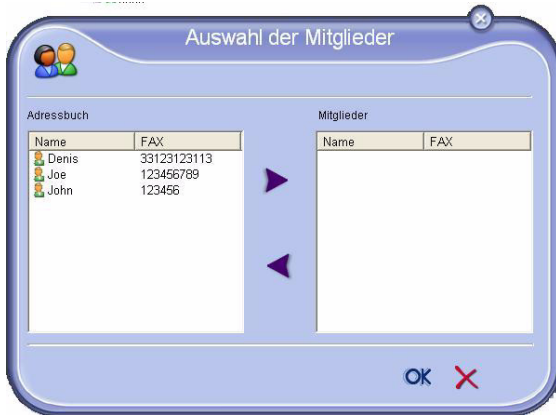 Auswahl der Mitglieder
Adressbuch
Name FAX
Denis 33123123113
Joe 123456789
John 123456
Mitglieder
Name FAX
OK